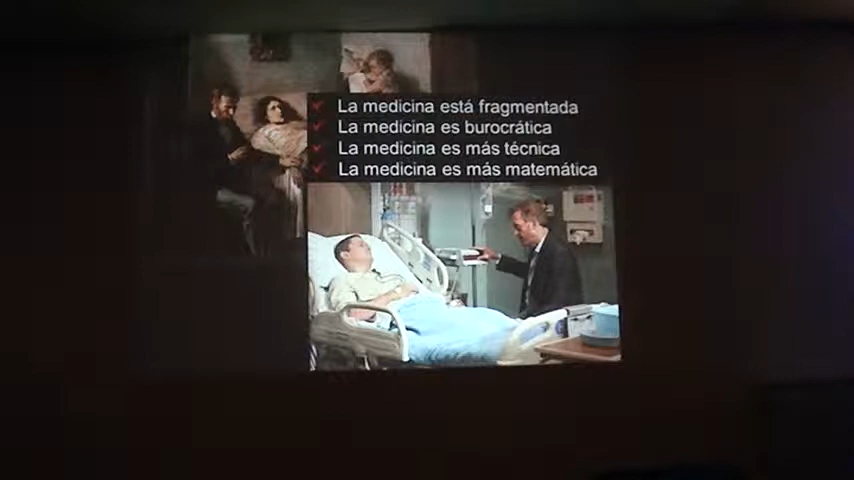 La medicina está fragmentada
La medicina es burocrática
La medicina es más técnica
La medicina es más matemática